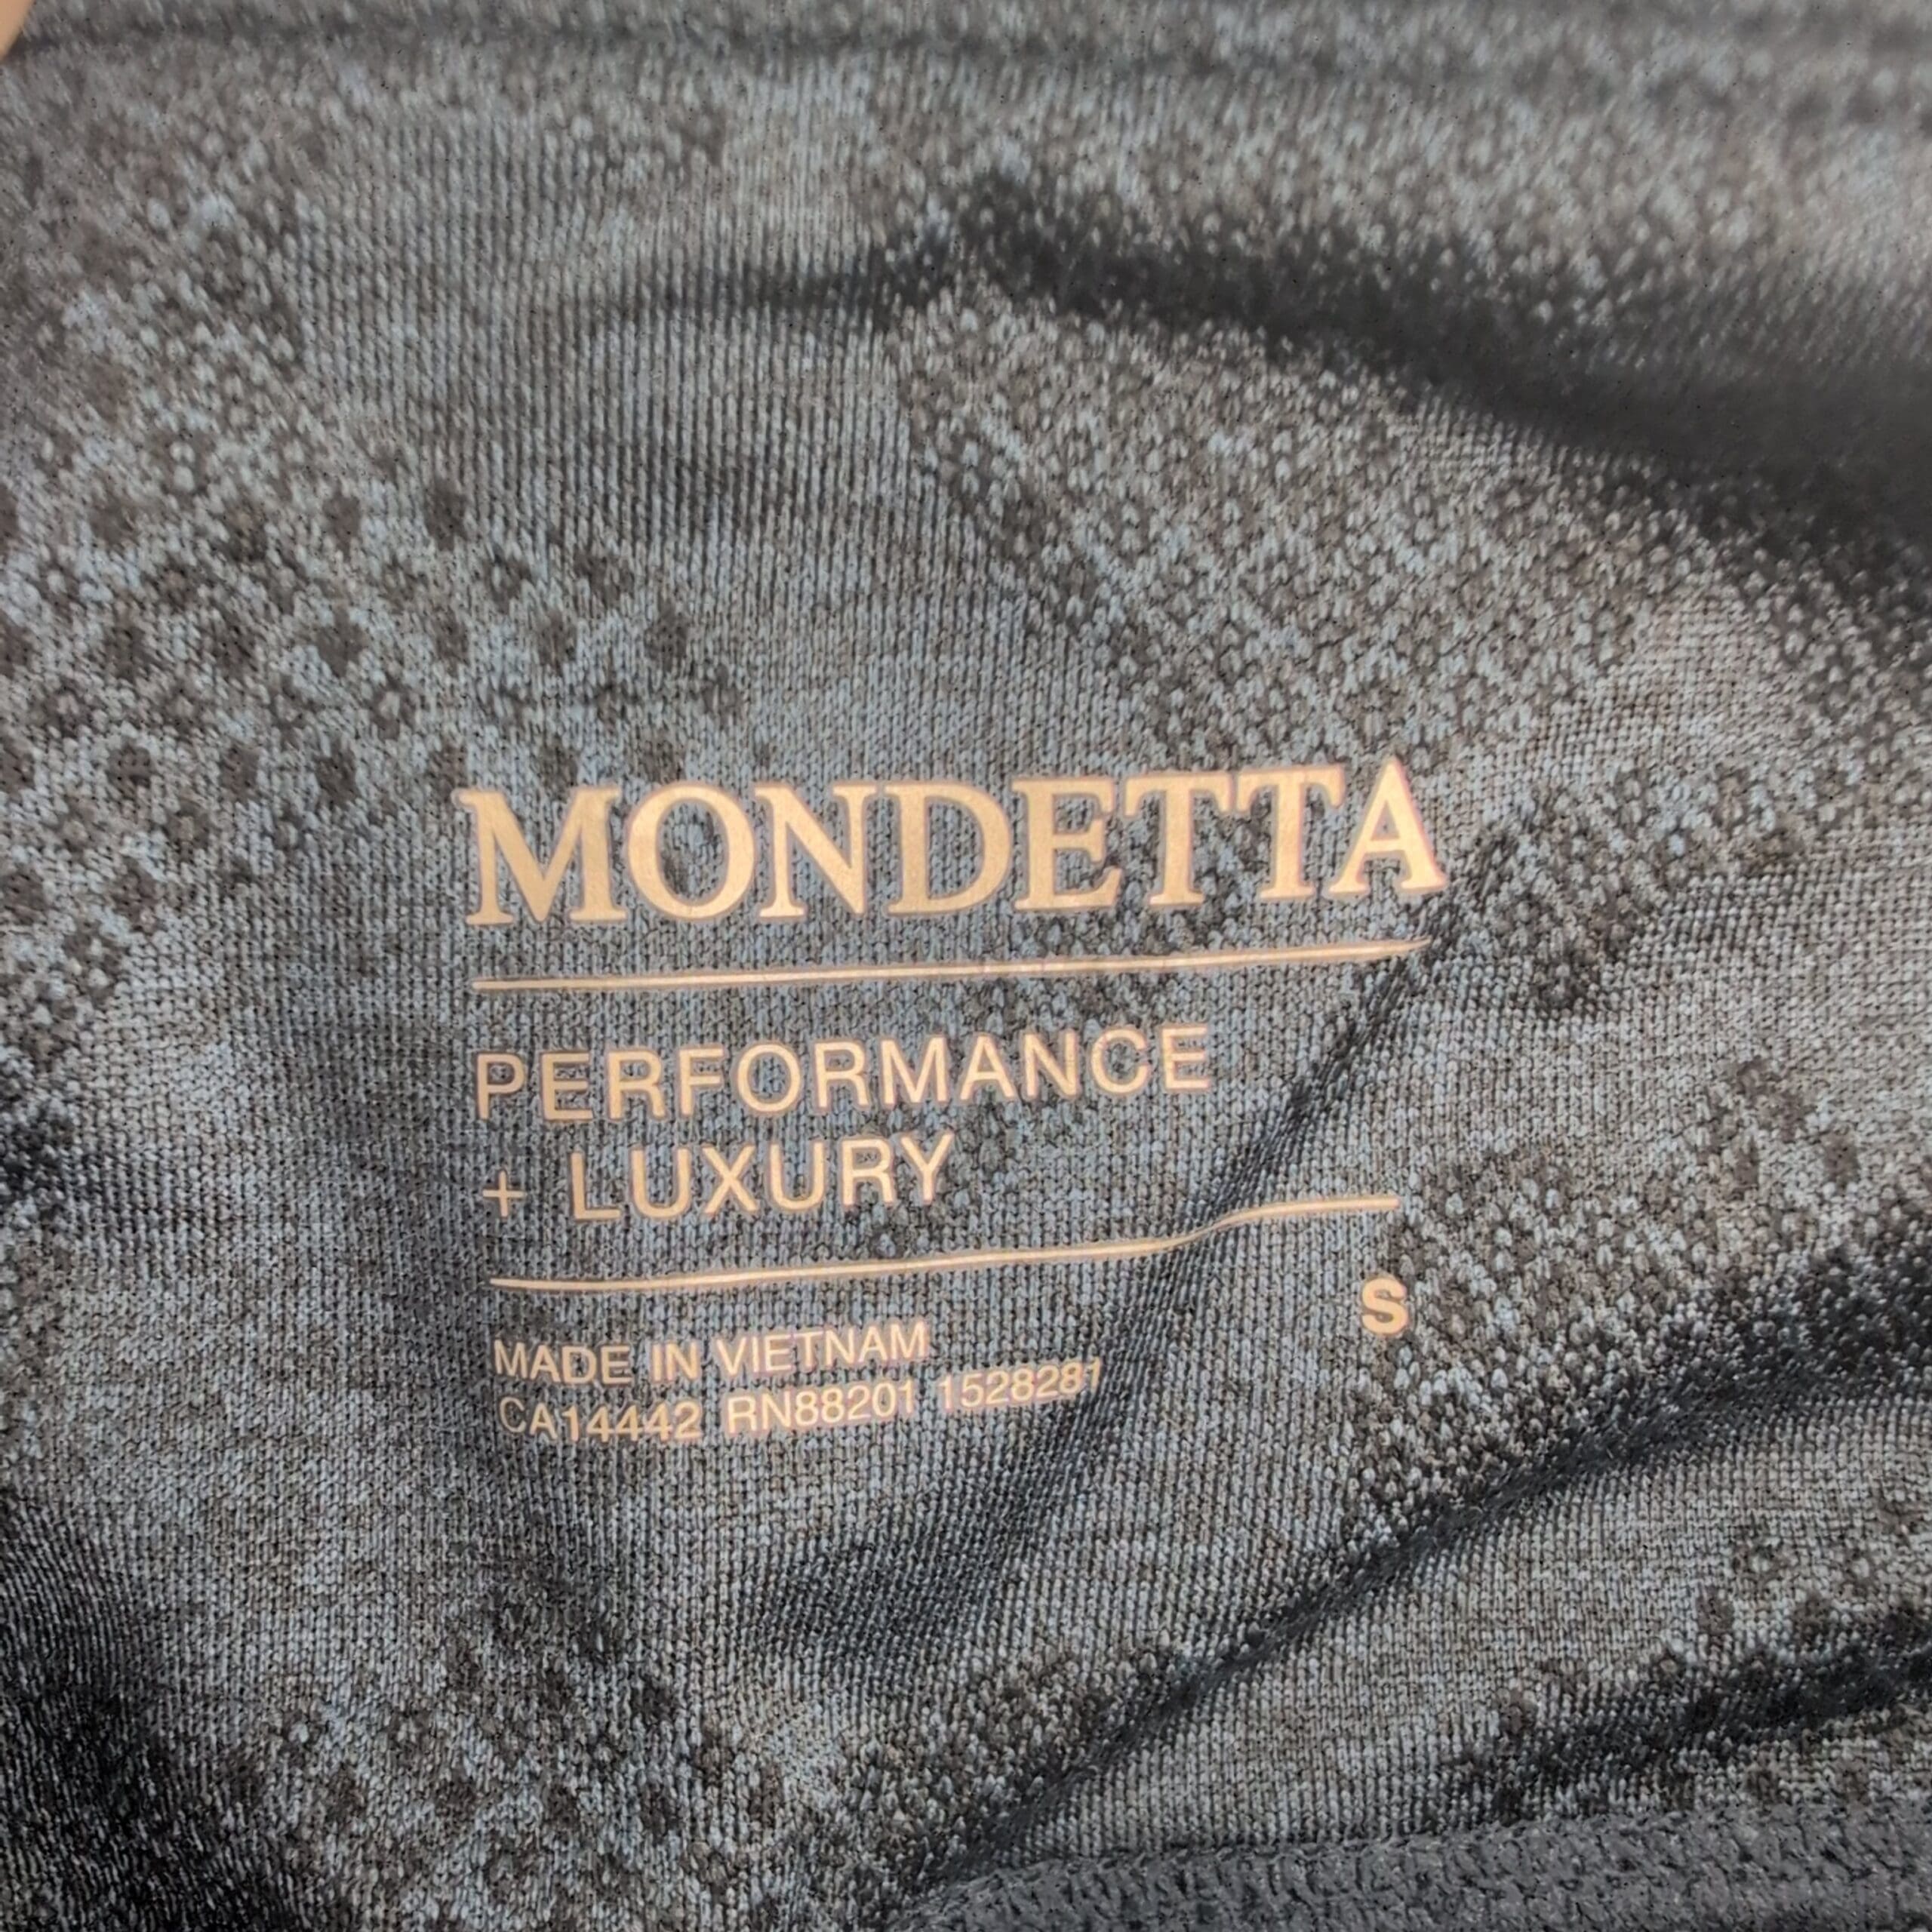 MONDETTA
PERFORMANCE
+ LUXURY
S
MADE IN VIETNAM
CA14442 RN88201 1528281